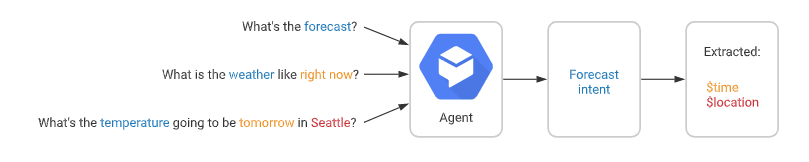 What's the forecast?
What is the weather like right now?
What's the temperature going to be tomorrow in Seattle?
Agent
Forecast
intent
Extracted:
$time
$location